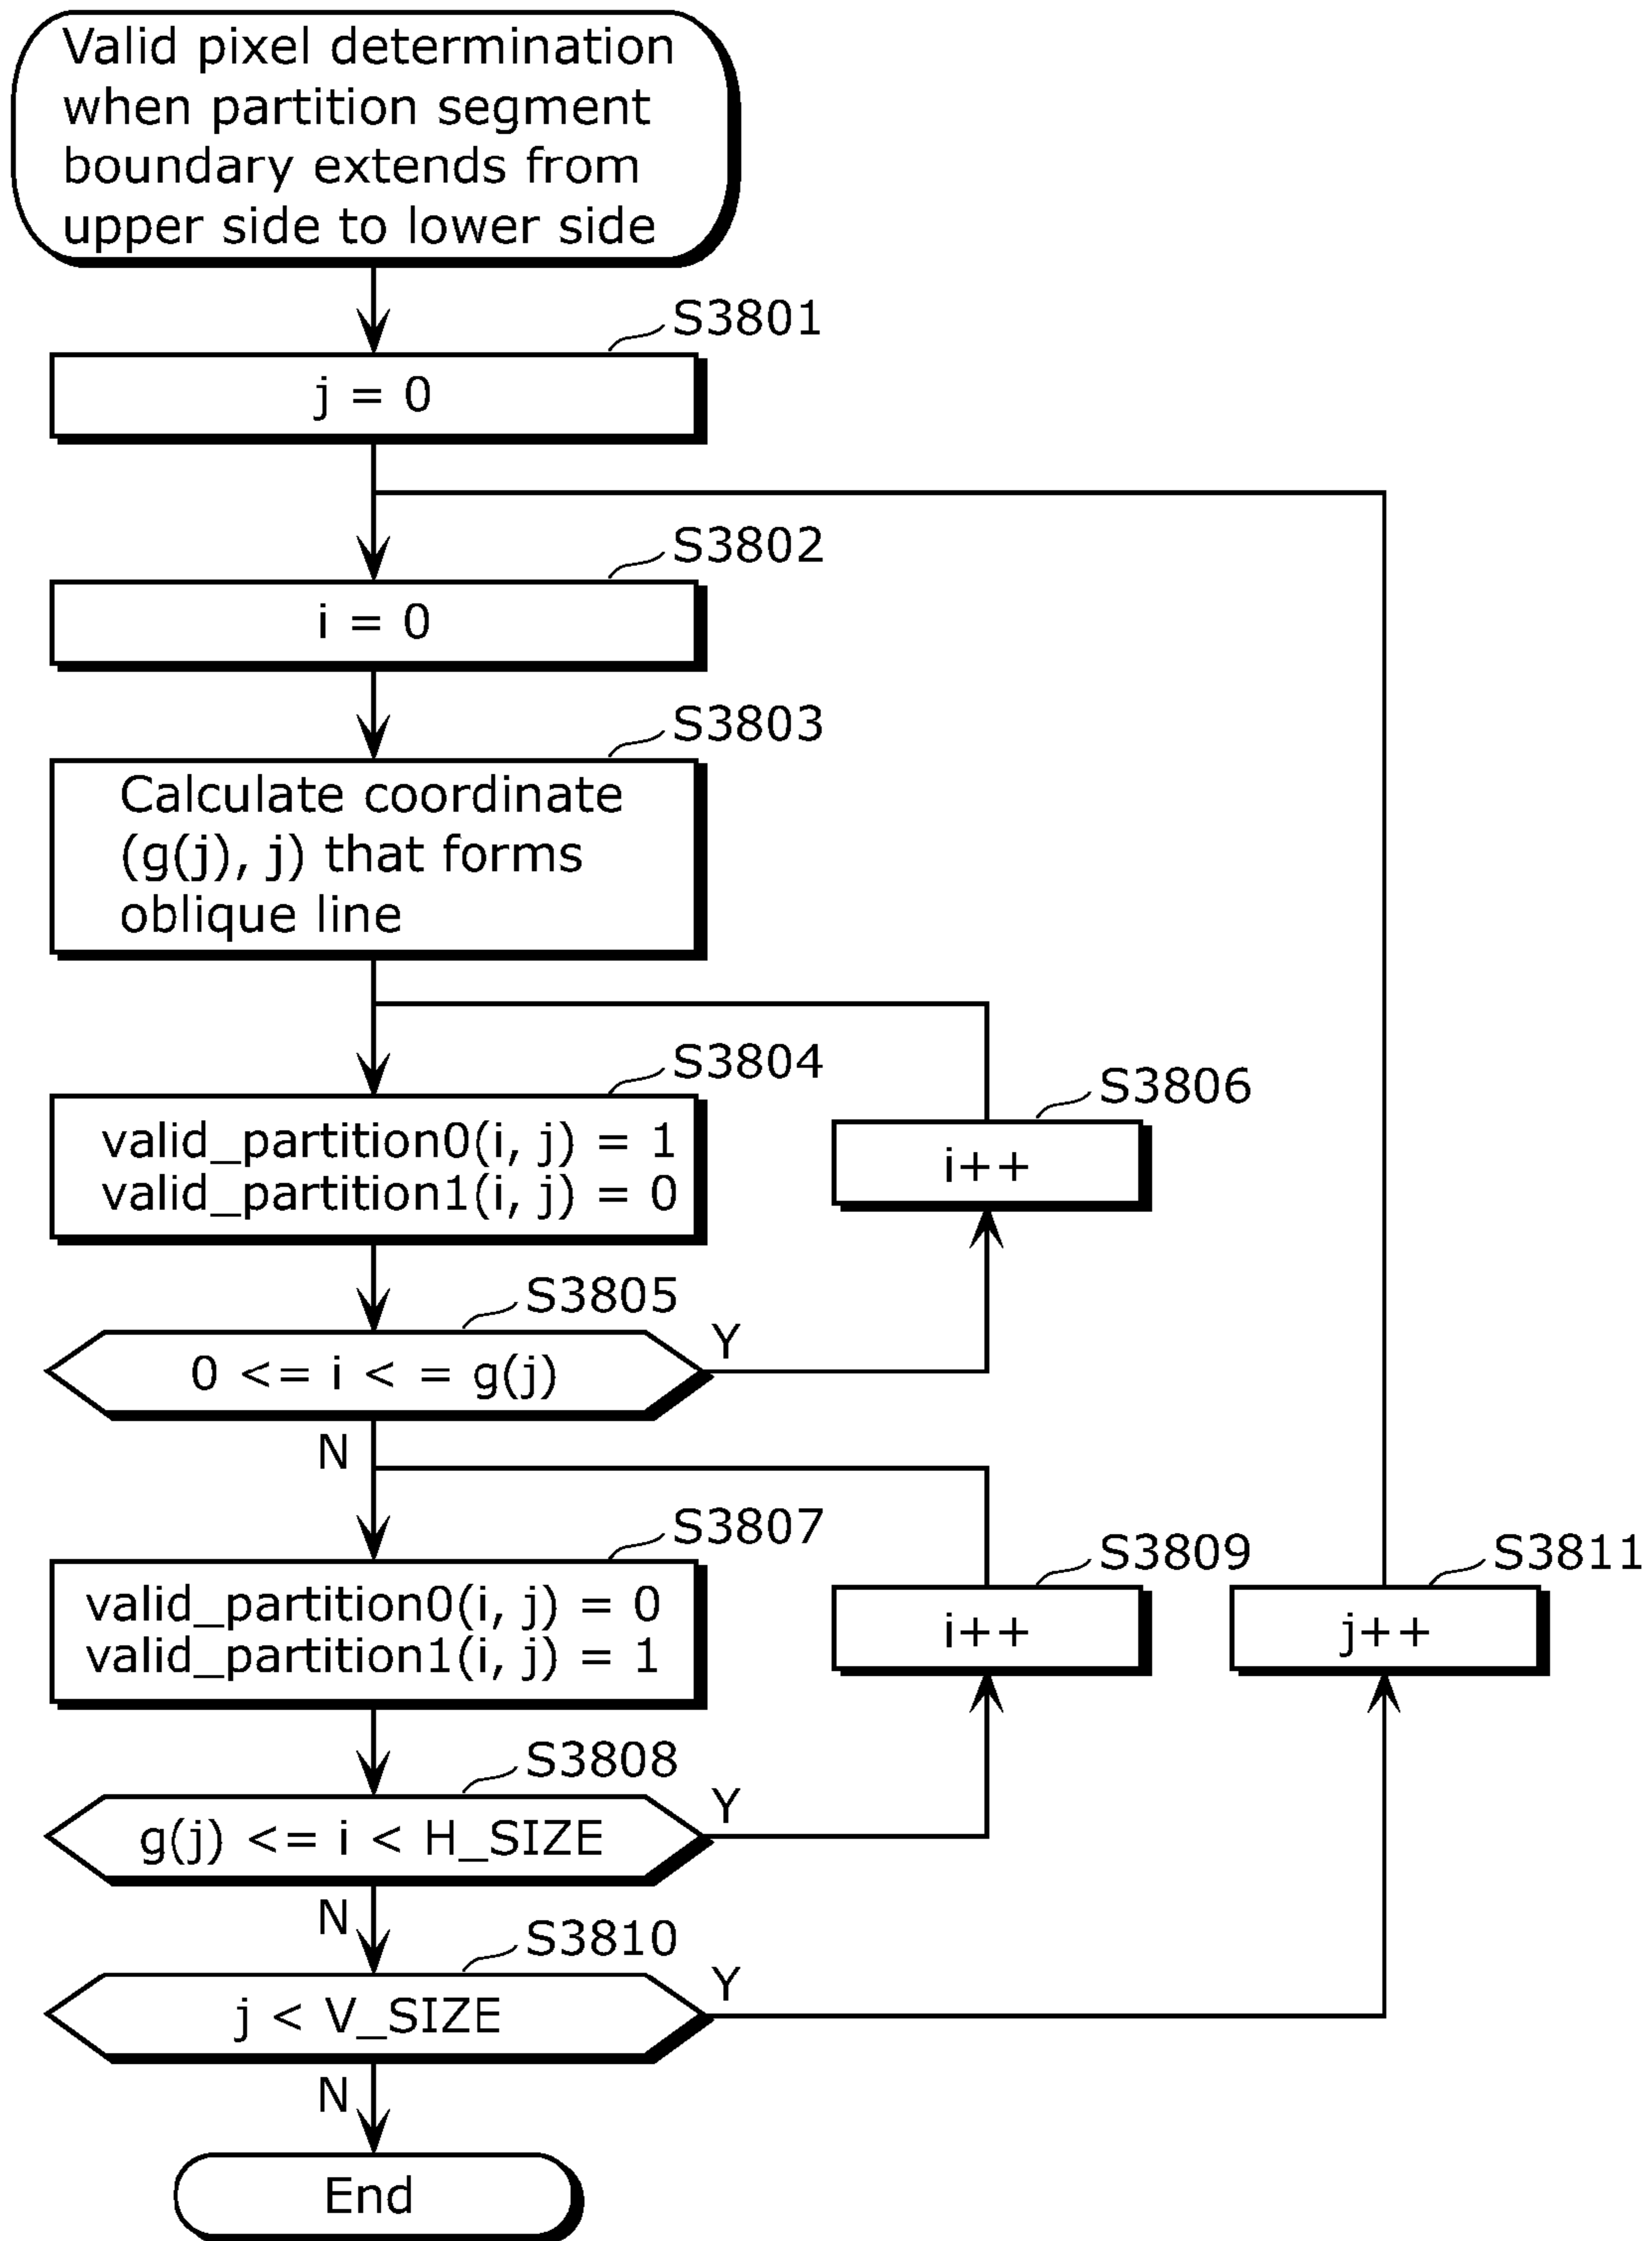 Valid pixel determination
when partition segment
boundary extends from
upper side to lower side
S3801
j = 0
S3802
i = 0
S3803
Calculate coordinate
(g(j), j) that forms
oblique line
S3804
valid_partition0(i, j) = 1
valid_partition1(i, j) = 0
S3806
i++
S3805
0 <= i < = g(j)
Y
N
S3807
valid_partition0(i, j) = 0
valid_partition1(i, j) = 1
S3809
i++
S3811
j++
S3808
g(j) <= i < H_SIZE
Y
N
S3810
j < V_SIZE
Y
N
End